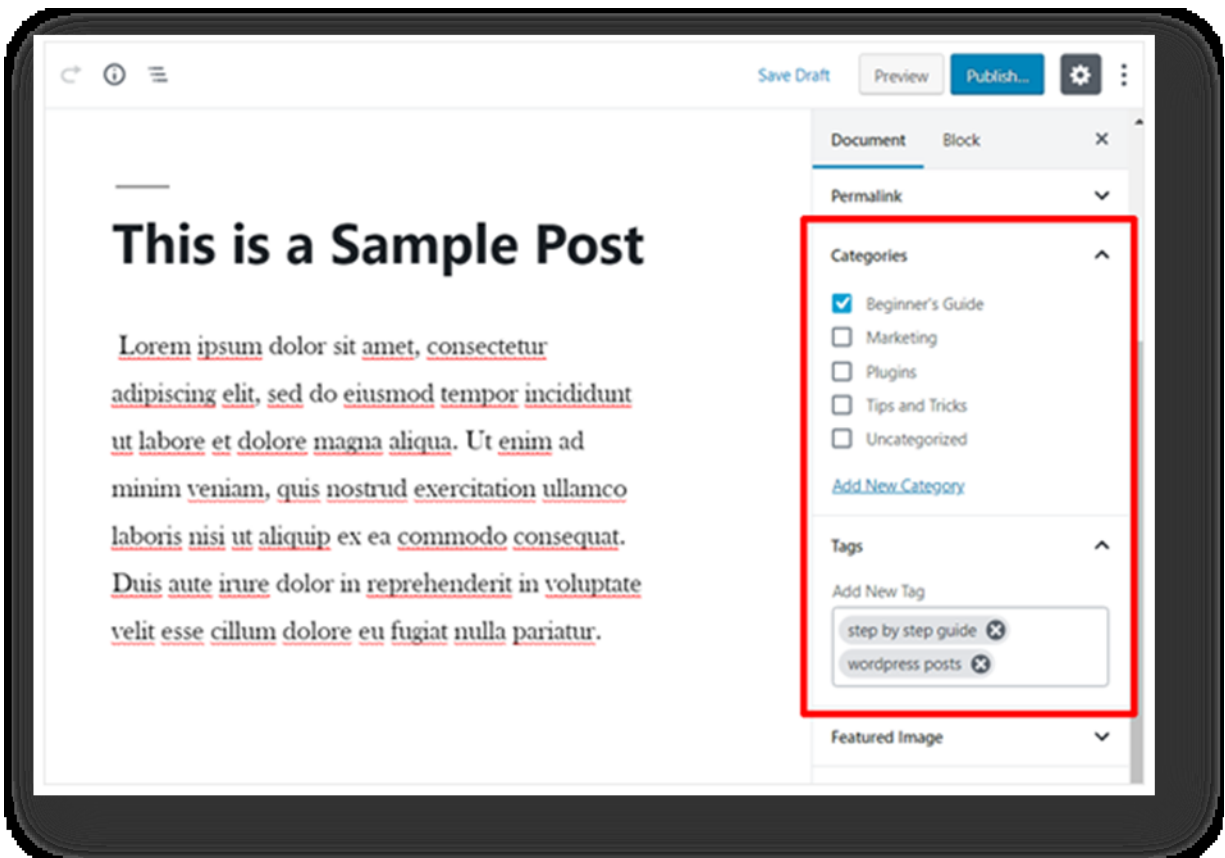 Save Draft
Preview
Publish...
Document
Block
Permalink
This is a Sample Post
Lorem ipsum dolor sit amet, consectetur
adipiscing elit, sed do eiusmod tempor incididunt
ut labore et dolore magna aliqua. Ut enim ad
minim veniam, quis nostrud exercitation ullamco
laboris nisi ut aliquip ex ea commodo consequat.
Duis aute irure dolor in reprehenderit in voluptate
velit esse cillum dolore eu fugiat nulla pariatur.
Categories
Beginner's Guide
Marketing
Plugins
Tips and Tricks
Uncategorized
Add New Category
Tags
Add New Tag
step by step guide
wordpress posts
Featured Image